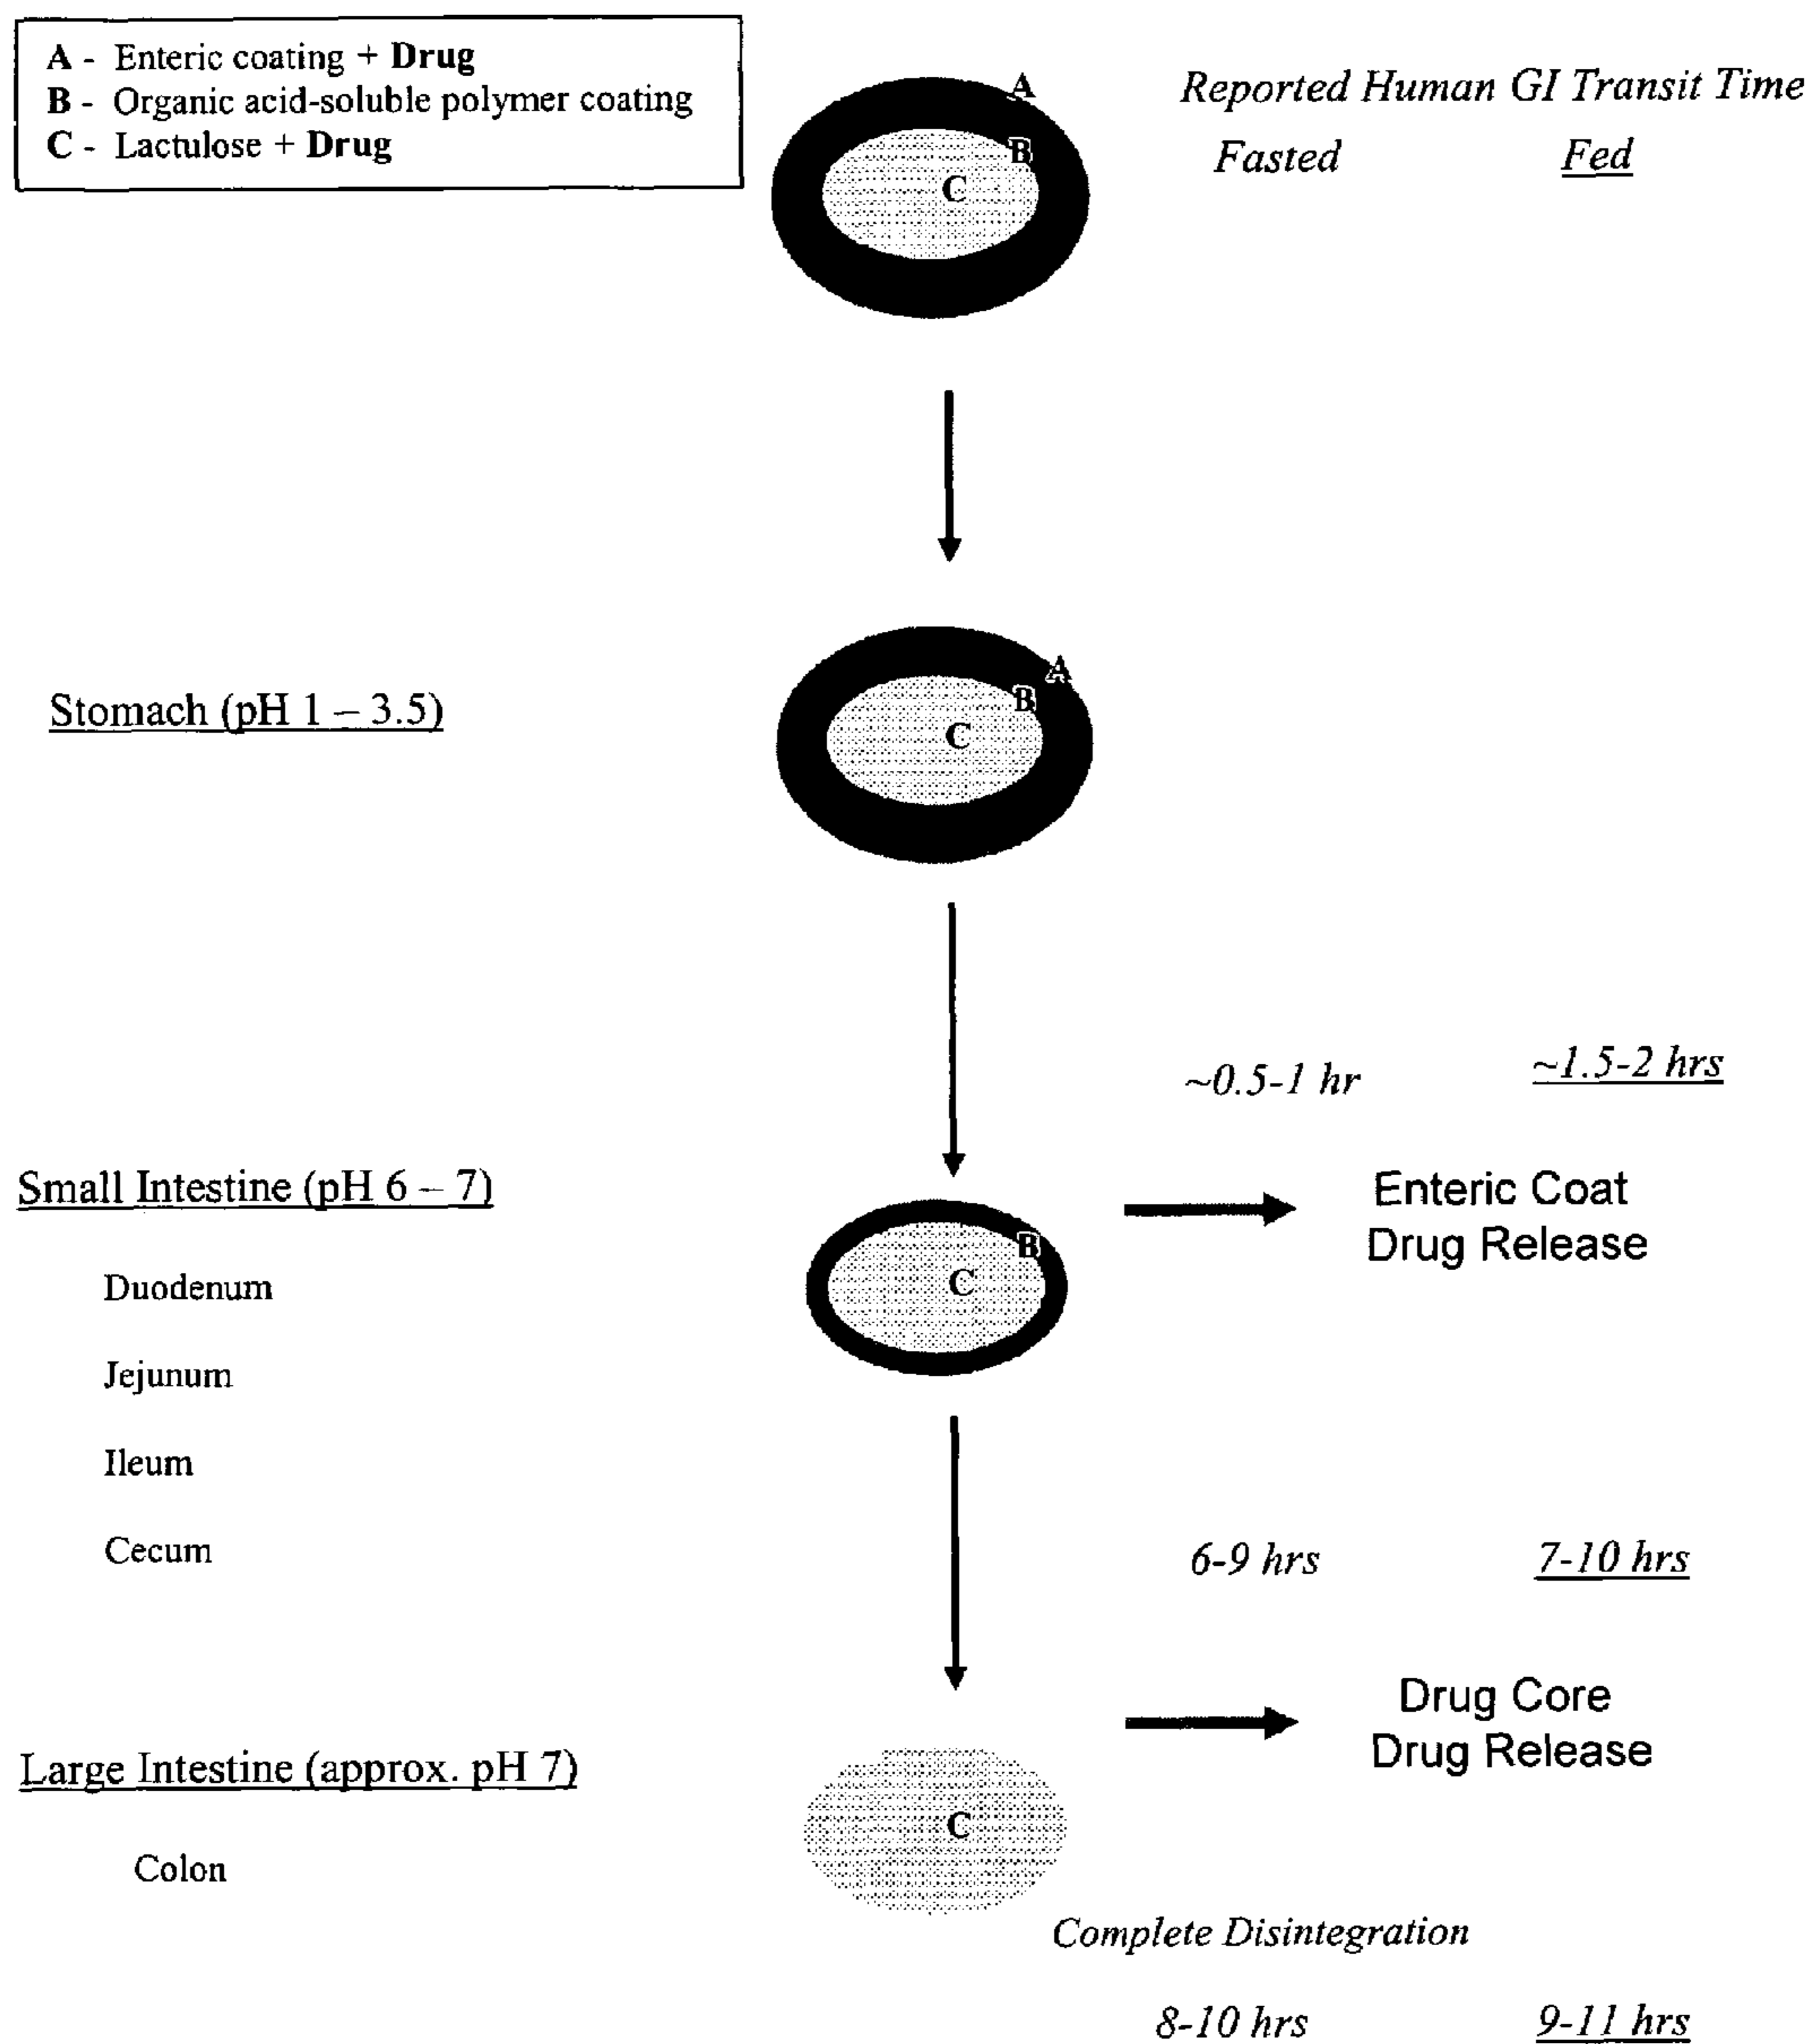 A - Enteric coating + Drug
B - Organic acid-soluble polymer coating
C - Lactulose + Drug
Reported Human GI Transit Time
Fasted Fed
A
B
C
Stomach (pH 1 – 3.5)
A
B
C
~0.5-1 hr ~1.5-2 hrs
Small Intestine (pH 6 – 7)
Enteric Coat
Drug Release
B
C
Duodenum
Jejunum
Ileum
Cecum
6-9 hrs 7-10 hrs
Drug Core
Drug Release
Large Intestine (approx. pH 7)
C
Colon
Complete Disintegration
8-10 hrs 9-11 hrs